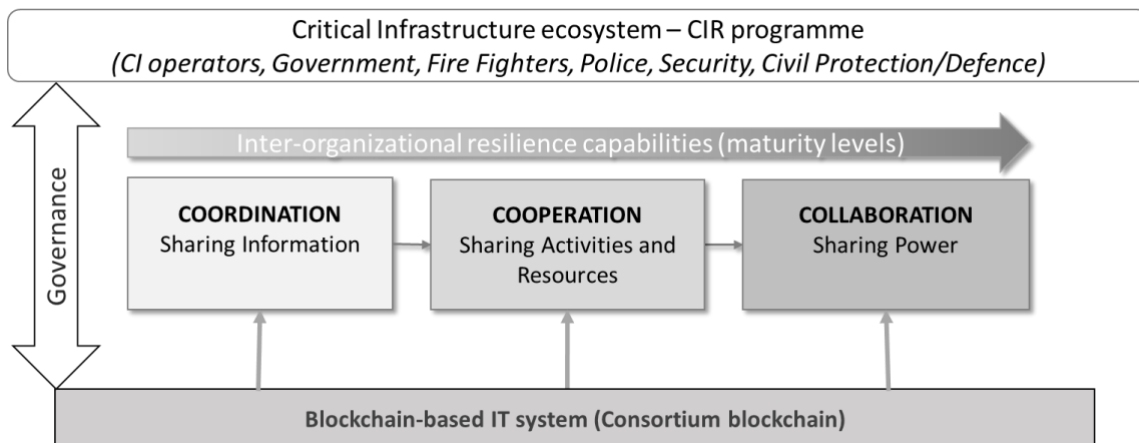 Critical Infrastructure ecosystem – CIR programme
(CI operators, Government, Fire Fighters, Police, Security, Civil Protection/Defence)
Governance
Inter-organizational resilience capabilities (maturity levels)
COORDINATION
Sharing Information
COOPERATION
Sharing Activities and
Resources
COLLABORATION
Sharing Power
Blockchain-based IT system (Consortium blockchain)